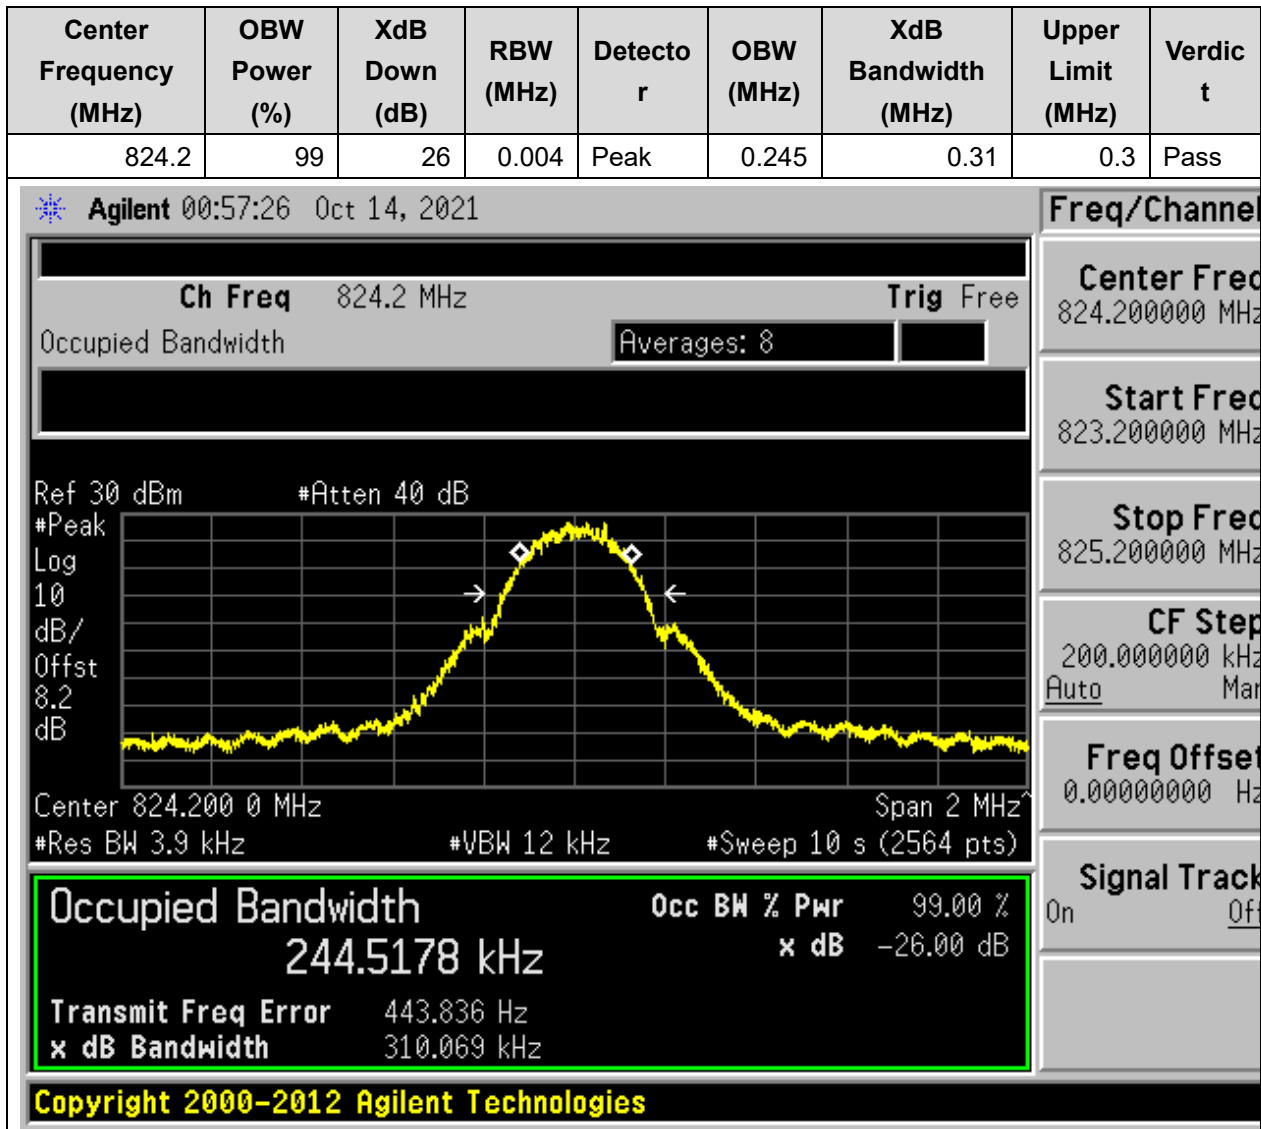 Center Frequency (MHz) OBW Power (%) XdB Down (dB) RBW (MHz) Detector OBW (MHz) XdB Bandwidth (MHz) Upper Limit (MHz) Verdict
824.2 99 26 0.004 Peak 0.245 0.31 0.3 Pass
Agilent 00:57:26 Oct 14, 2021
Freq/Channel
Ch Freq 824.2 MHz Trig Free
Occupied Bandwidth Averages: 8
Center Freq
824.200000 MHz
Start Freq
823.200000 MHz
Stop Freq
825.200000 MHz
CF Step
200.000000 kHz
Auto Man
Freq Offset
0.00000000 Hz
Signal Track
On Off
Ref 30 dBm #Atten 40 dB
#Peak
Log
10
dB/
Offst
8.2
dB
Center 824.200 0 MHz Span 2 MHz^
#Res BW 3.9 kHz #VBW 12 kHz #Sweep 10 s (2564 pts)
Occupied Bandwidth Occ BW % Pwr 99.00 %
244.5178 kHz x dB -26.00 dB
Transmit Freq Error 443.836 Hz
x dB Bandwidth 310.069 kHz
Copyright 2000-2012 Agilent Technologies